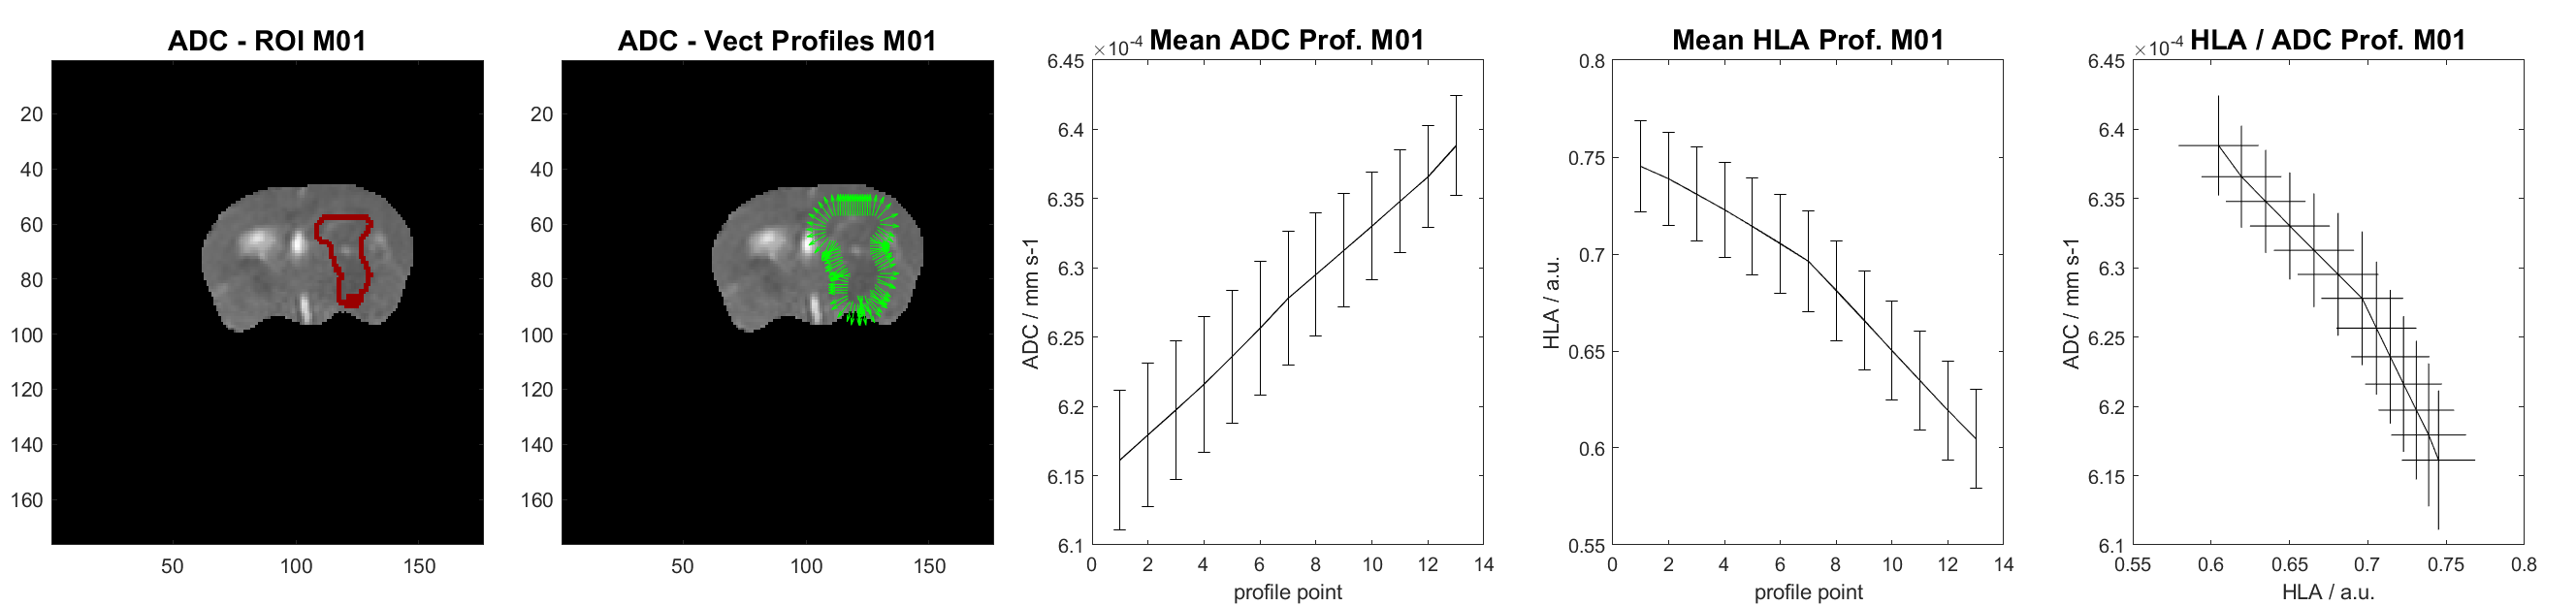 ADC - ROI M01
20
40
60
80
100
120
140
160
50 100 150
ADC - Vect Profiles M01
20
40
60
80
100
120
140
160
50 100 150
×10-4 Mean ADC Prof. M01
6.45
6.4
6.35
6.3
6.25
6.2
6.15
6.1
ADC / mm s-1
0 2 4 6 8 10 12 14
profile point
Mean HLA Prof. M01
0.8
0.75
0.7
0.65
0.6
0.55
HLA / a.u.
0 2 4 6 8 10 12 14
profile point
×10-4 HLA / ADC Prof. M01
6.45
6.4
6.35
6.3
6.25
6.2
6.15
6.1
ADC / mm s-1
0.55 0.6 0.65 0.7 0.75 0.8
HLA / a.u.